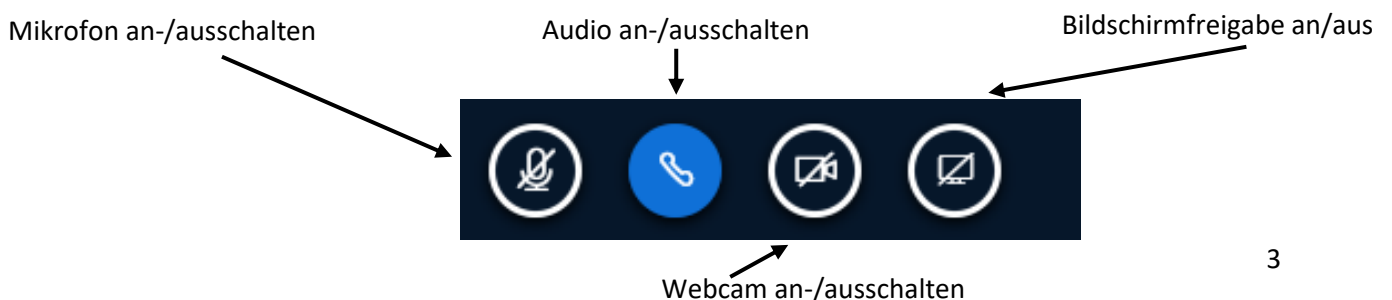 Mikrofon an-/ausschalten
Audio an-/ausschalten
Bildschirmfreigabe an/aus
3
Webcam an-/ausschalten